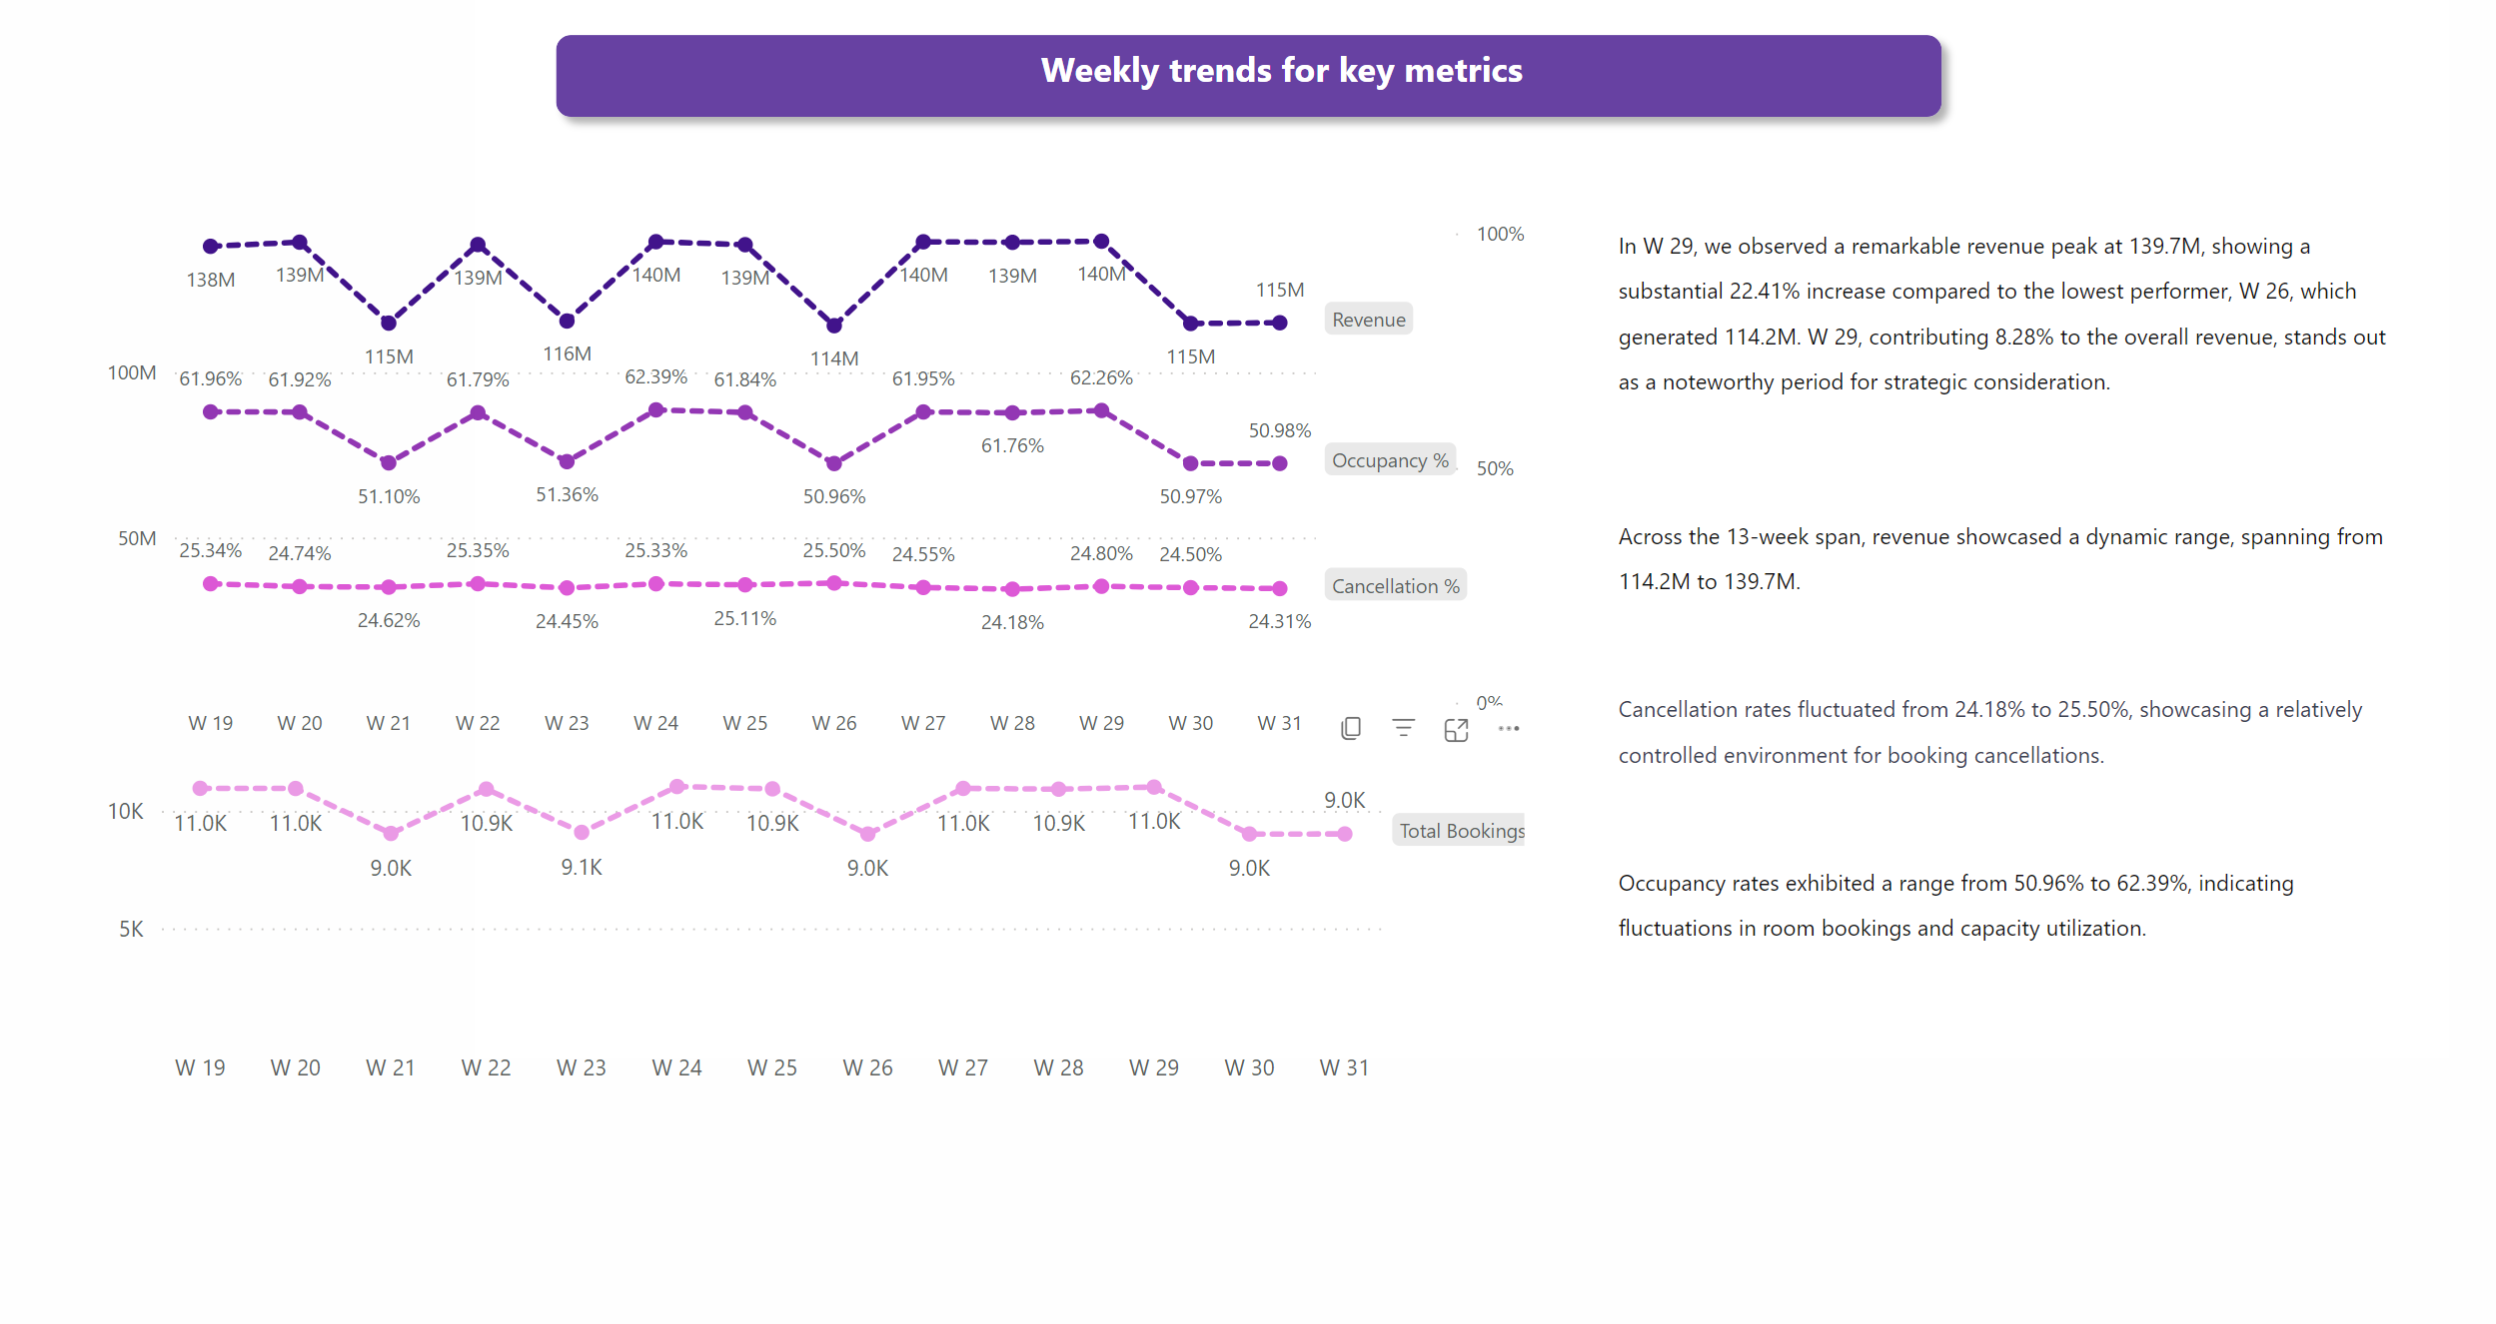 Weekly trends for key metrics
138M 139M 115M 139M 116M 140M 139M 114M 140M 139M 140M 115M 115M
Revenue
100M
50M
100%
50%
0%
61.96% 61.92% 51.10% 61.79% 51.36% 62.39% 61.84% 50.96% 61.95% 61.76% 62.26% 50.97% 50.98%
Occupancy %
25.34% 24.74% 24.62% 25.35% 24.45% 25.33% 25.11% 25.50% 24.55% 24.18% 24.80% 24.50% 24.31%
Cancellation %
W 19 W 20 W 21 W 22 W 23 W 24 W 25 W 26 W 27 W 28 W 29 W 30 W 31
10K
5K
11.0K 11.0K 9.0K 10.9K 9.1K 11.0K 10.9K 9.0K 11.0K 10.9K 11.0K 9.0K 9.0K
Total Bookings
W 19 W 20 W 21 W 22 W 23 W 24 W 25 W 26 W 27 W 28 W 29 W 30 W 31
In W 29, we observed a remarkable revenue peak at 139.7M, showing a
substantial 22.41% increase compared to the lowest performer, W 26, which
generated 114.2M. W 29, contributing 8.28% to the overall revenue, stands out
as a noteworthy period for strategic consideration.
Across the 13-week span, revenue showcased a dynamic range, spanning from
114.2M to 139.7M.
Cancellation rates fluctuated from 24.18% to 25.50%, showcasing a relatively
controlled environment for booking cancellations.
Occupancy rates exhibited a range from 50.96% to 62.39%, indicating
fluctuations in room bookings and capacity utilization.